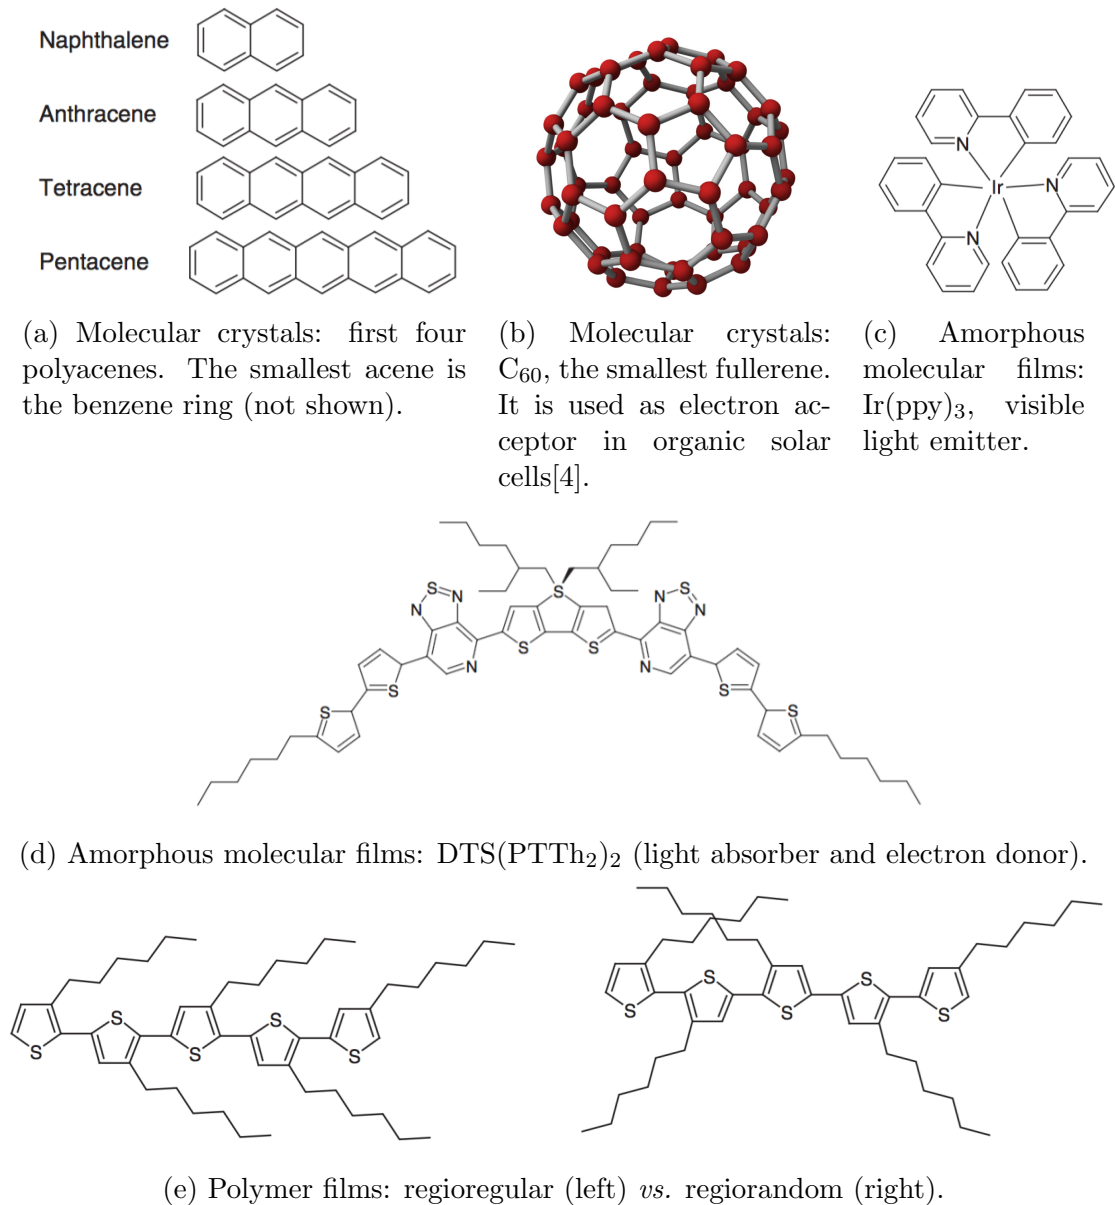 Naphthalene
Anthracene
Tetracene
Pentacene
(a) Molecular crystals: first four
polyacenes. The smallest acene is
the benzene ring (not shown).
N
Ir
N
N
(b) Molecular crystals:
C₆₀, the smallest fullerene.
It is used as electron ac-
ceptor in organic solar
cells[4].
(c) Amorphous
molecular films:
Ir(ppy)₃, visible
light emitter.
S
N
N
S
S
S
N
S
N
N
S
N
S
S
S
S
(d) Amorphous molecular films: DTS(PTTh₂)₂ (light absorber and electron donor).
S
S
S
S
S
S
S
S
S
S
(e) Polymer films: regioregular (left) vs. regiorandom (right).